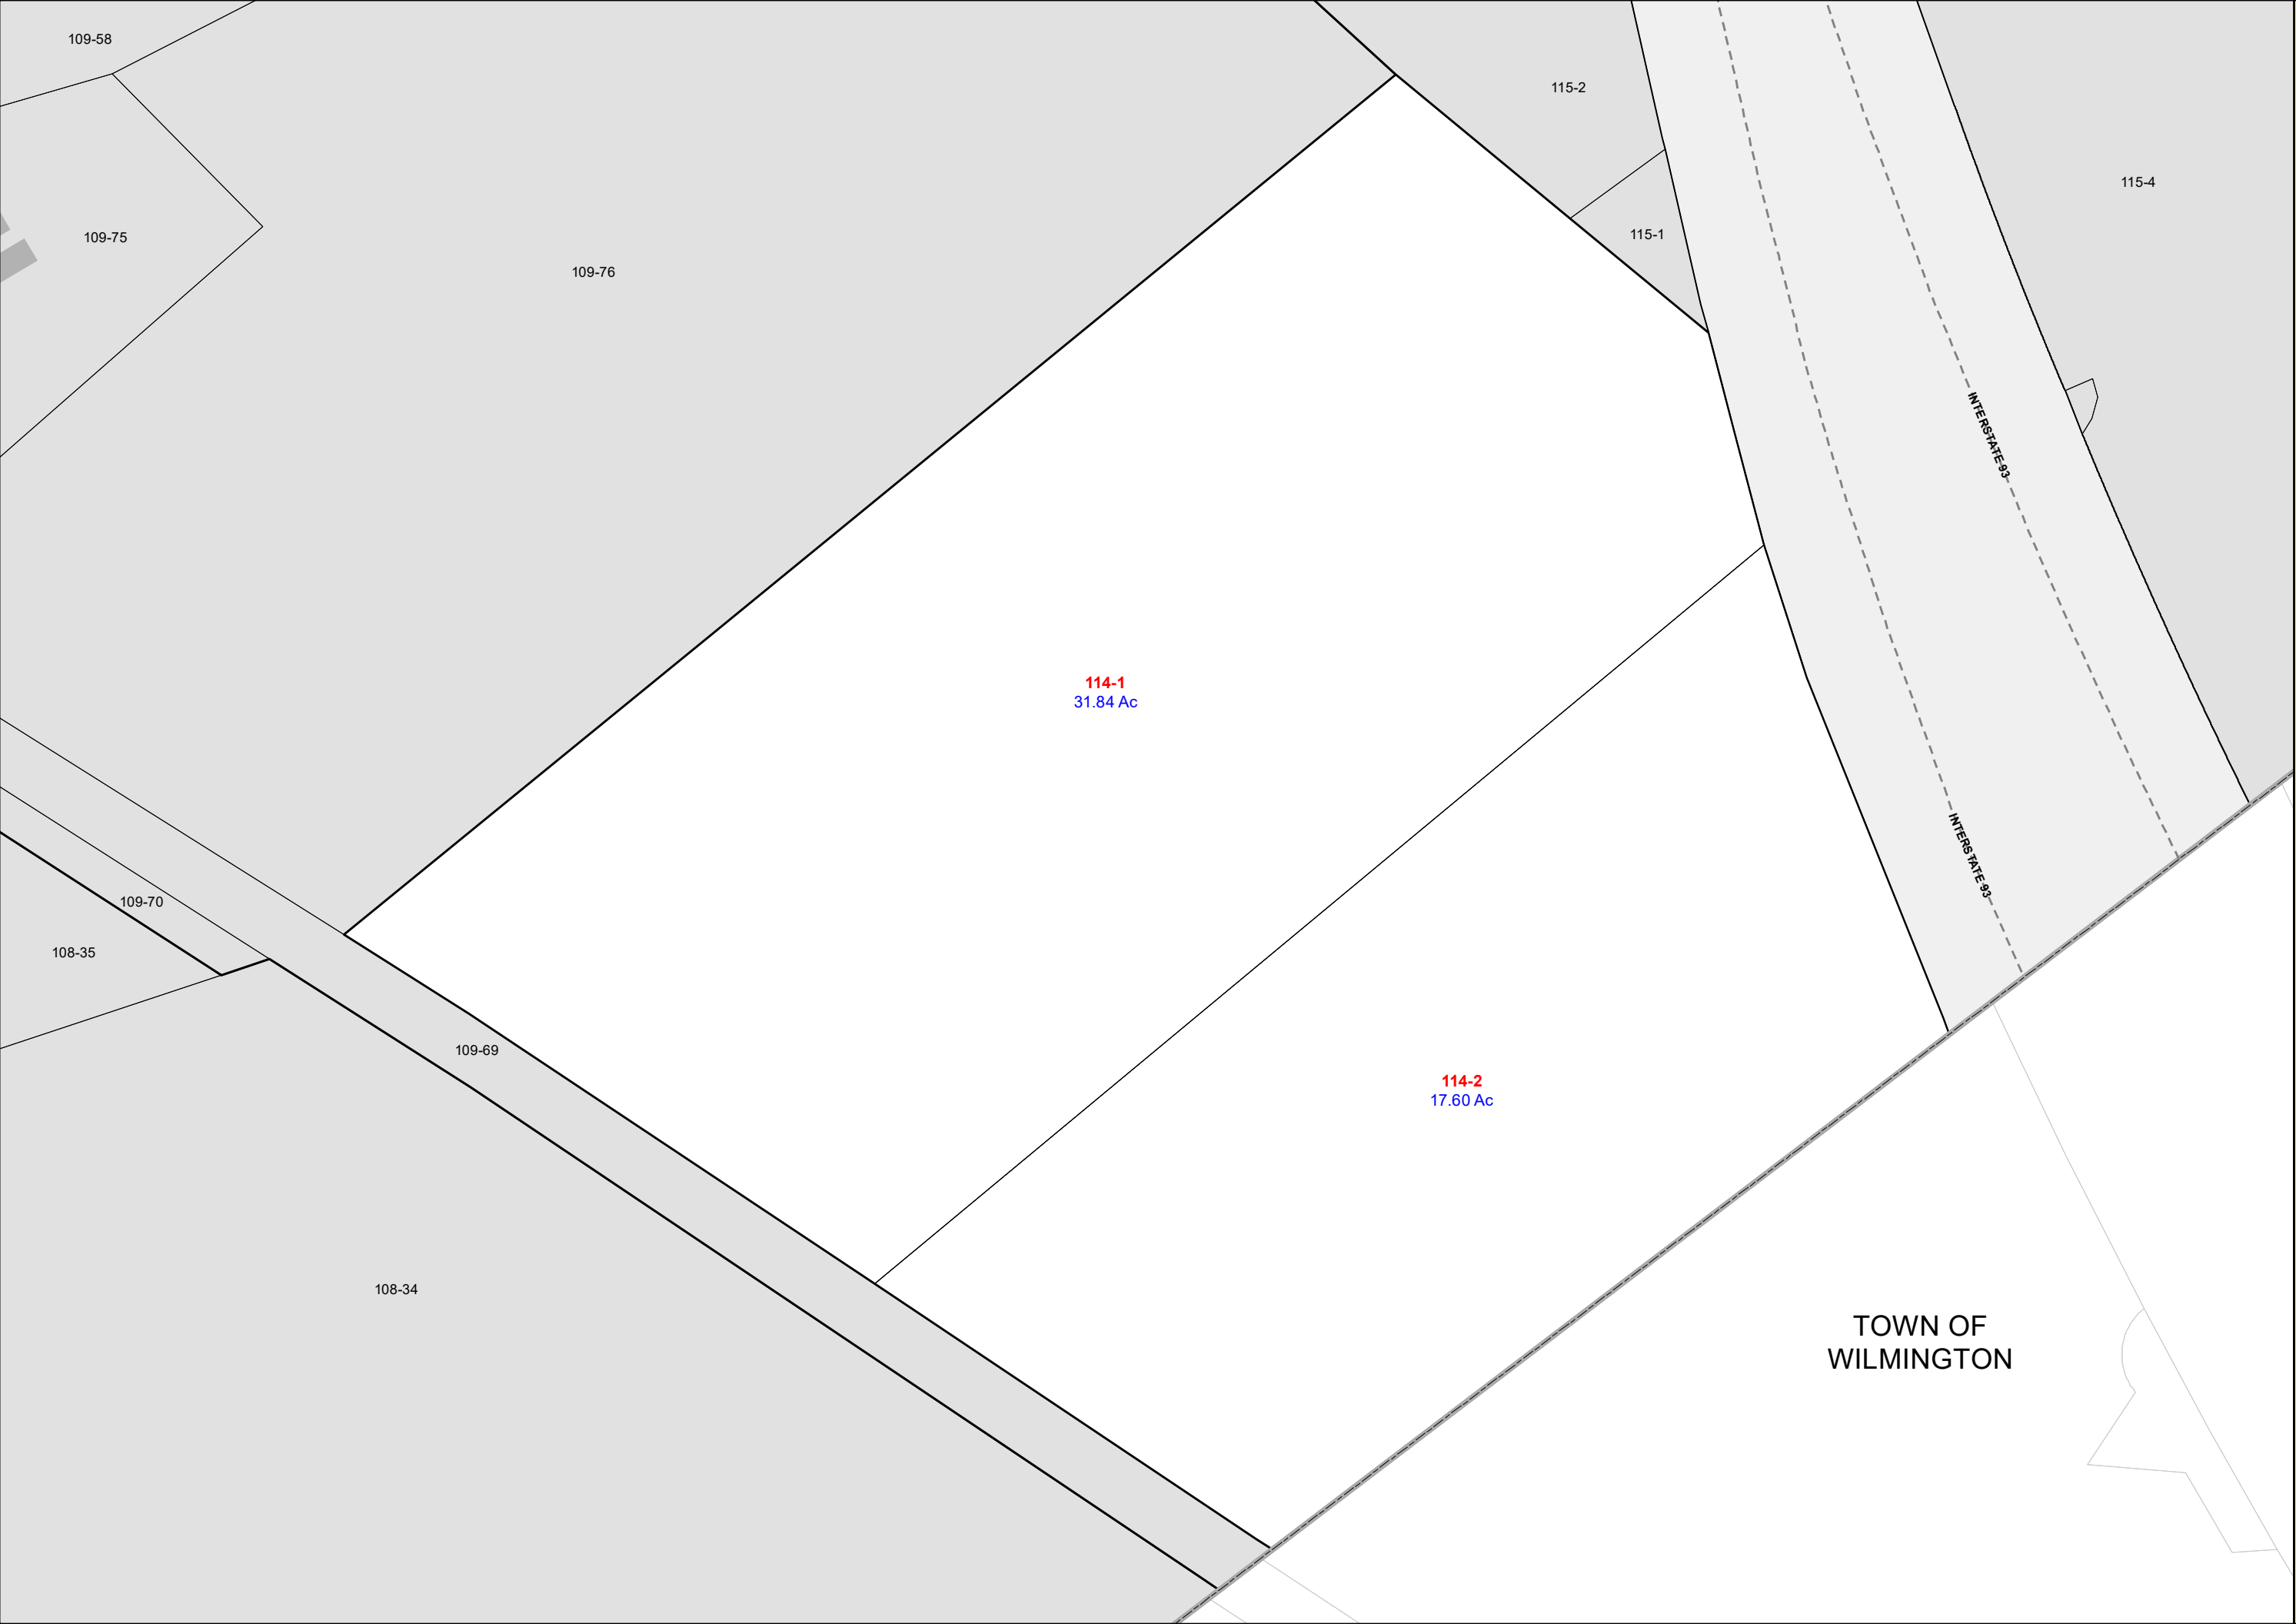 109-58
115-2
115-4
115-1
109-75
109-76
INTERSTATE 93
114-1
31.84 Ac
INTERSTATE 93
109-70
108-35
109-69
114-2
17.60 Ac
108-34
TOWN OF
WILMINGTON